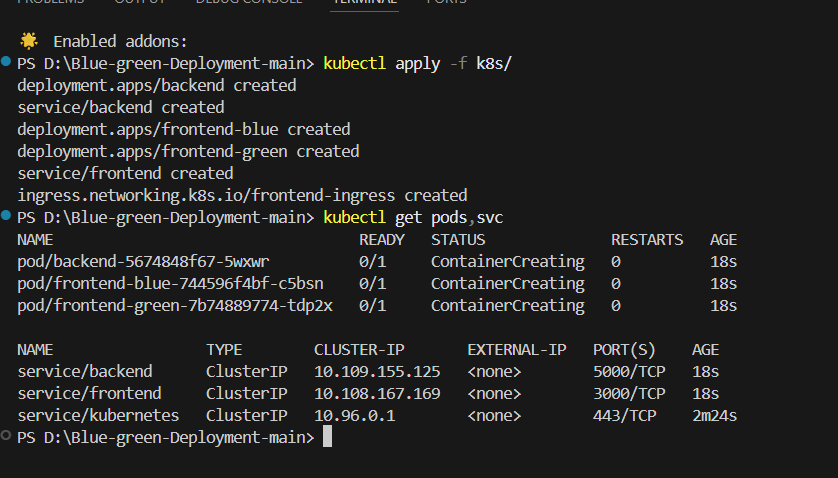 PROBLEMS OUTPUT DEBUG CONSOLE TERMINAL PORTS
🌟 Enabled addons:
PS D:\Blue-green-Deployment-main> kubectl apply -f k8s/
deployment.apps/backend created
service/backend created
deployment.apps/frontend-blue created
deployment.apps/frontend-green created
service/frontend created
ingress.networking.k8s.io/frontend-ingress created
PS D:\Blue-green-Deployment-main> kubectl get pods,svc
NAME READY STATUS RESTARTS AGE
pod/backend-5674848f67-5wxwr 0/1 ContainerCreating 0 18s
pod/frontend-blue-744596f4bf-c5bsn 0/1 ContainerCreating 0 18s
pod/frontend-green-7b74889774-tdp2x 0/1 ContainerCreating 0 18s
NAME TYPE CLUSTER-IP EXTERNAL-IP PORT(S) AGE
service/backend ClusterIP 10.109.155.125 <none> 5000/TCP 18s
service/frontend ClusterIP 10.108.167.169 <none> 3000/TCP 18s
service/kubernetes ClusterIP 10.96.0.1 <none> 443/TCP 2m24s
PS D:\Blue-green-Deployment-main>